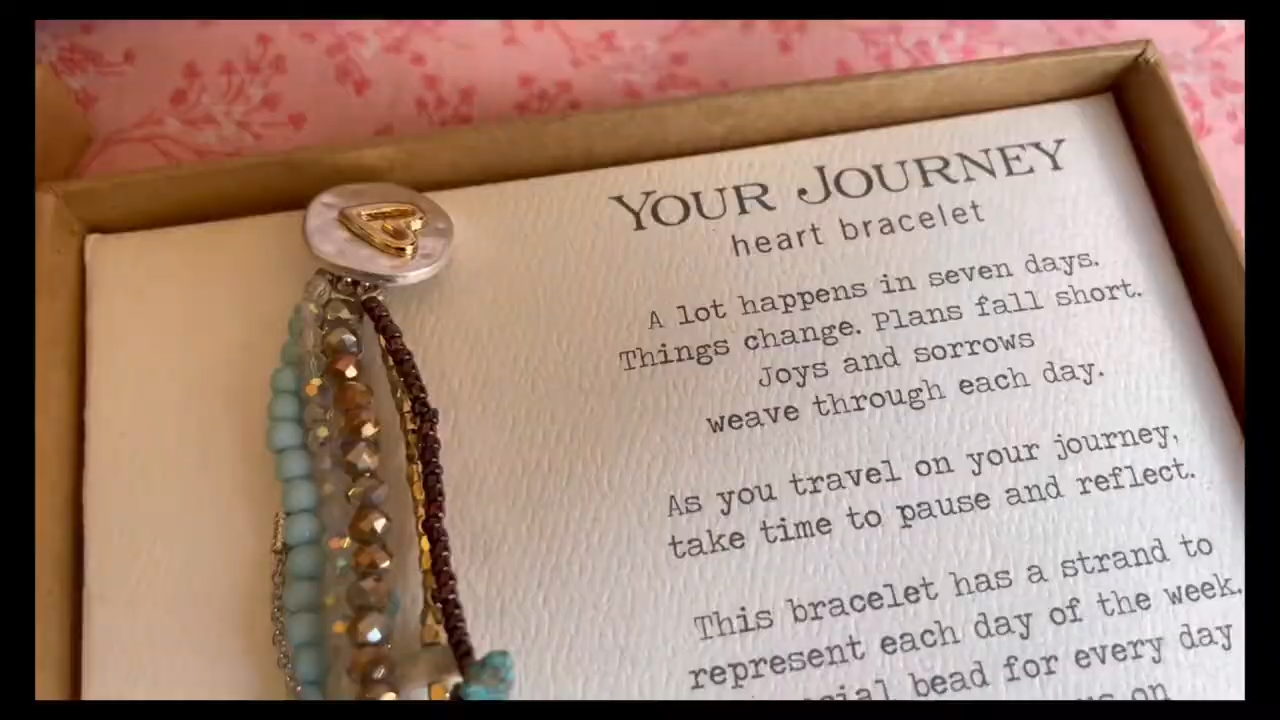 YOUR JOURNEY
heart bracelet
A lot happens in seven days.
Things change. Plans fall short.
Joys and sorrows
weave through each day.
As you travel on your journey,
take time to pause and reflect.
This bracelet has a strand to
represent each day of the week.
bead for every day
on